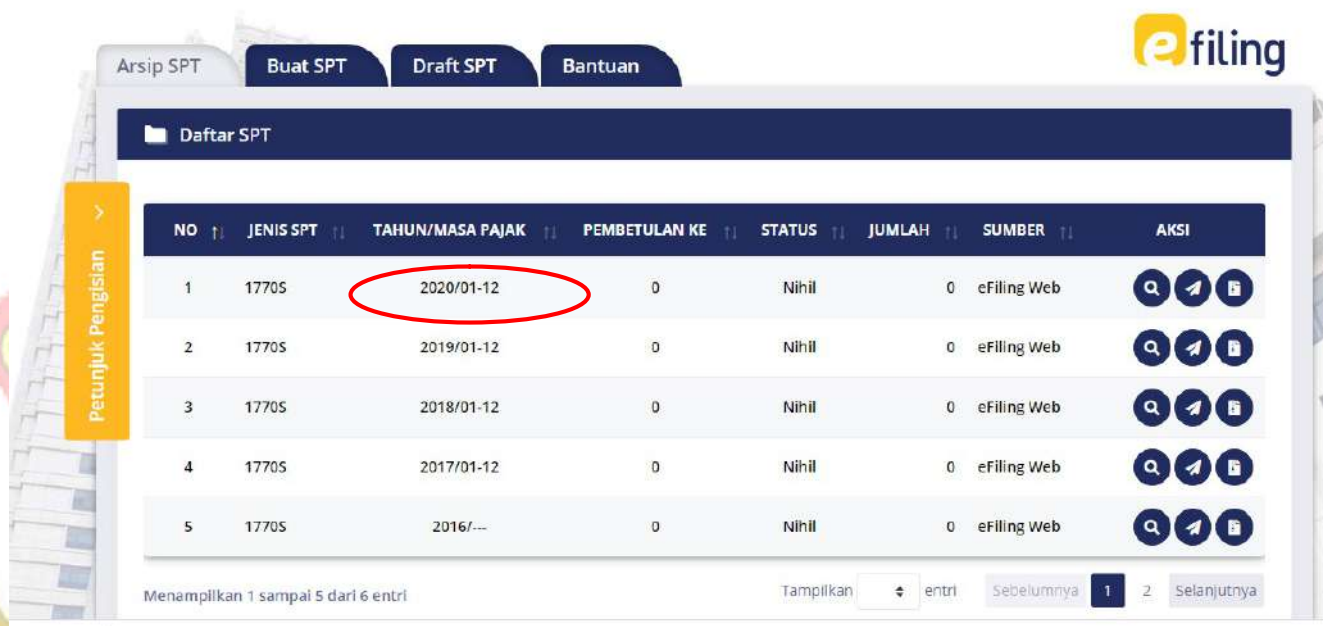 e filing
Arsip SPT Buat SPT Draft SPT Bantuan
Daftar SPT
Petunjuk Pengisian
NO JENIS SPT TAHUN/MASA PAJAK PEMBETULAN KE STATUS JUMLAH SUMBER AKSI
1 1770S 2020/01-12 0 Nihil 0 eFiling Web
2 1770S 2019/01-12 0 Nihil 0 eFiling Web
3 1770S 2018/01-12 0 Nihil 0 eFiling Web
4 1770S 2017/01-12 0 Nihil 0 eFiling Web
5 1770S 2016/--- 0 Nihil 0 eFiling Web
Menampilkan 1 sampai 5 dari 6 entri Tampilkan entri Sebelumnya 1 2 Selanjutnya